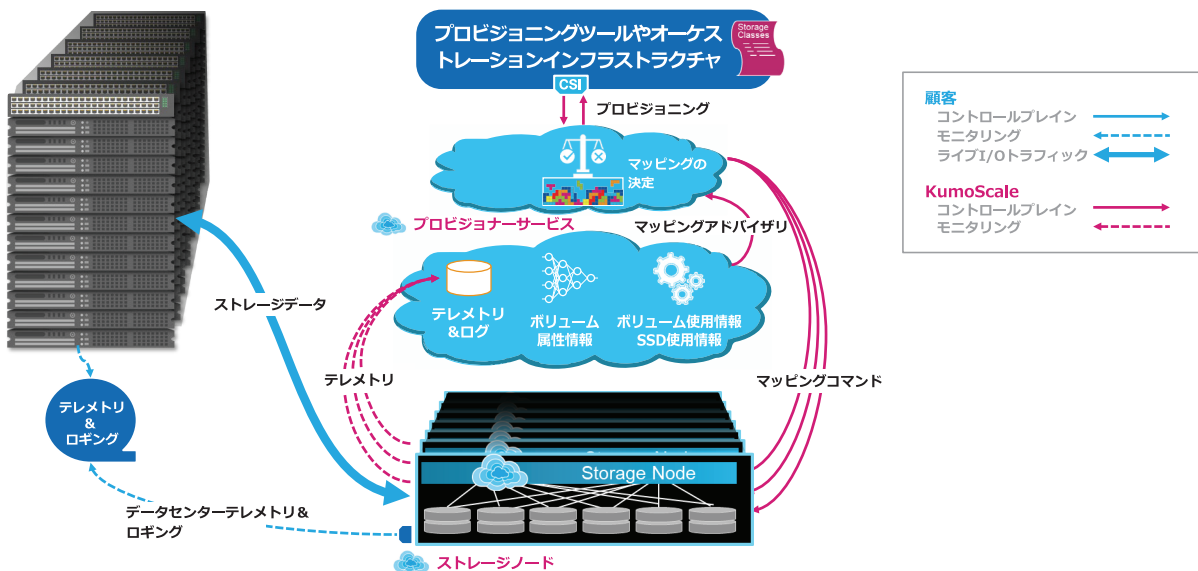 プロビジョニングツールやオーケス
トレーションインフラストラクチャ
Storage
Classes
CSI
プロビジョニング
マッピングの
決定
プロビジョナーサービス
マッピングアドバイザリ
ストレージデータ
テレメトリ
&ログ
ボリューム
属性情報
ボリューム使用情報
SSD使用情報
テレメトリ
マッピングコマンド
テレメトリ
&
ロギング
Storage Node
データセンターテレメトリ&
ロギング
ストレージノード
顧客
コントロールプレイン
モニタリング
ライブI/Oトラフィック
KumoScale
コントロールプレイン
モニタリング